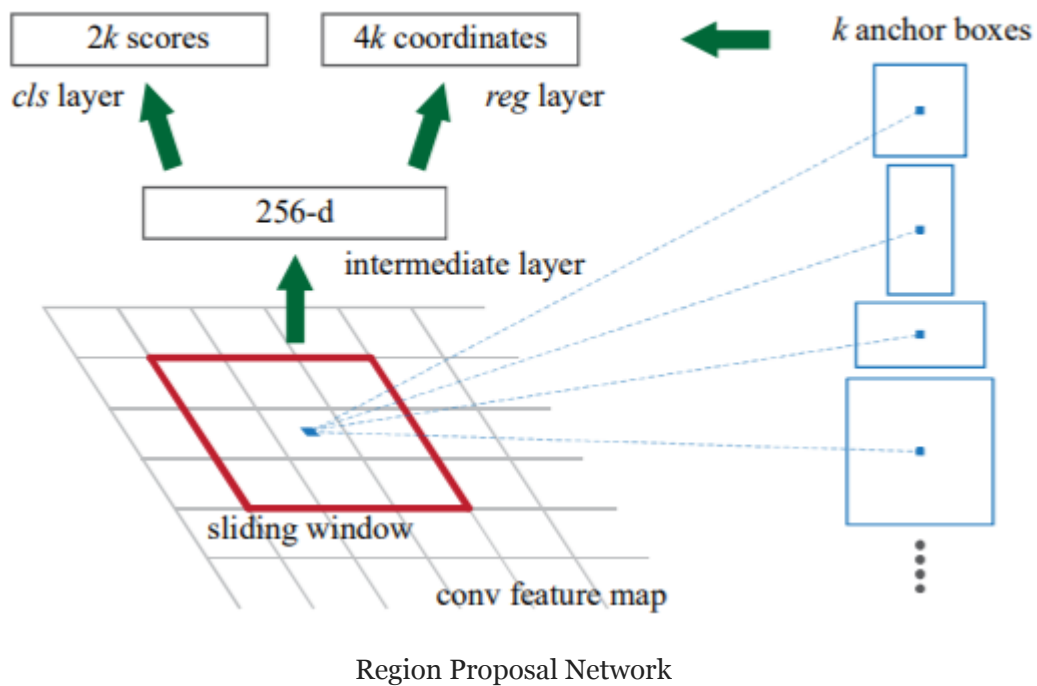 2k scores
4k coordinates
k anchor boxes
cls layer
reg layer
256-d
intermediate layer
sliding window
conv feature map
Region Proposal Network